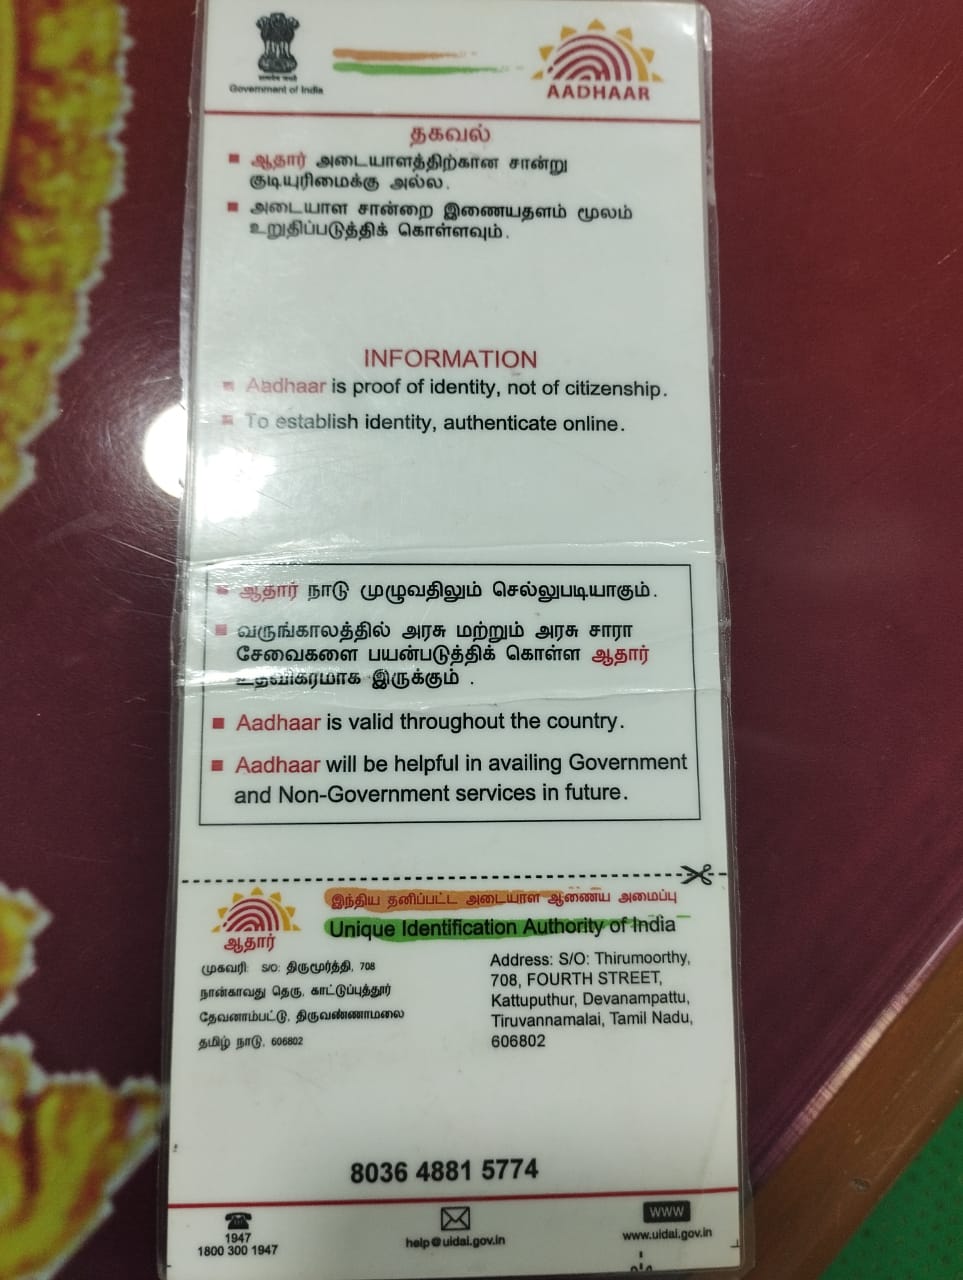 सत्यमेव जयते
Government of India
AADHAAR
தகவல்
ஆதார் அடையாளத்திற்கான சான்று
குடியுரிமைக்கு அல்ல.
அடையாள சான்றை இணையதளம் மூலம்
உறுதிப்படுத்திக் கொள்ளவும்.
INFORMATION
Aadhaar is proof of identity, not of citizenship.
To establish identity, authenticate online.
ஆதார் நாடு முழுவதிலும் செல்லுபடியாகும்.
வருங்காலத்தில் அரசு மற்றும் அரசு சாரா
சேவைகளை பயன்படுத்திக் கொள்ள ஆதார்
உதவிகரமாக இருக்கும் .
Aadhaar is valid throughout the country.
Aadhaar will be helpful in availing Government
and Non-Government services in future.
ஆதார்
இந்திய தனிப்பட்ட அடையாள ஆணைய அமைப்பு
Unique Identification Authority of India
முகவரி: S/O: திருமூர்த்தி, 708
நான்காவது தெரு, காட்டுப்புத்தூர்
தேவனாம்பட்டு, திருவண்ணாமலை
தமிழ் நாடு, 606802
Address: S/O: Thirumoorthy,
708, FOURTH STREET,
Kattuputhur, Devanampattu,
Tiruvannamalai, Tamil Nadu,
606802
8036 4881 5774
1947
1800 300 1947
help@uidai.gov.in
WWW
www.uidai.gov.in